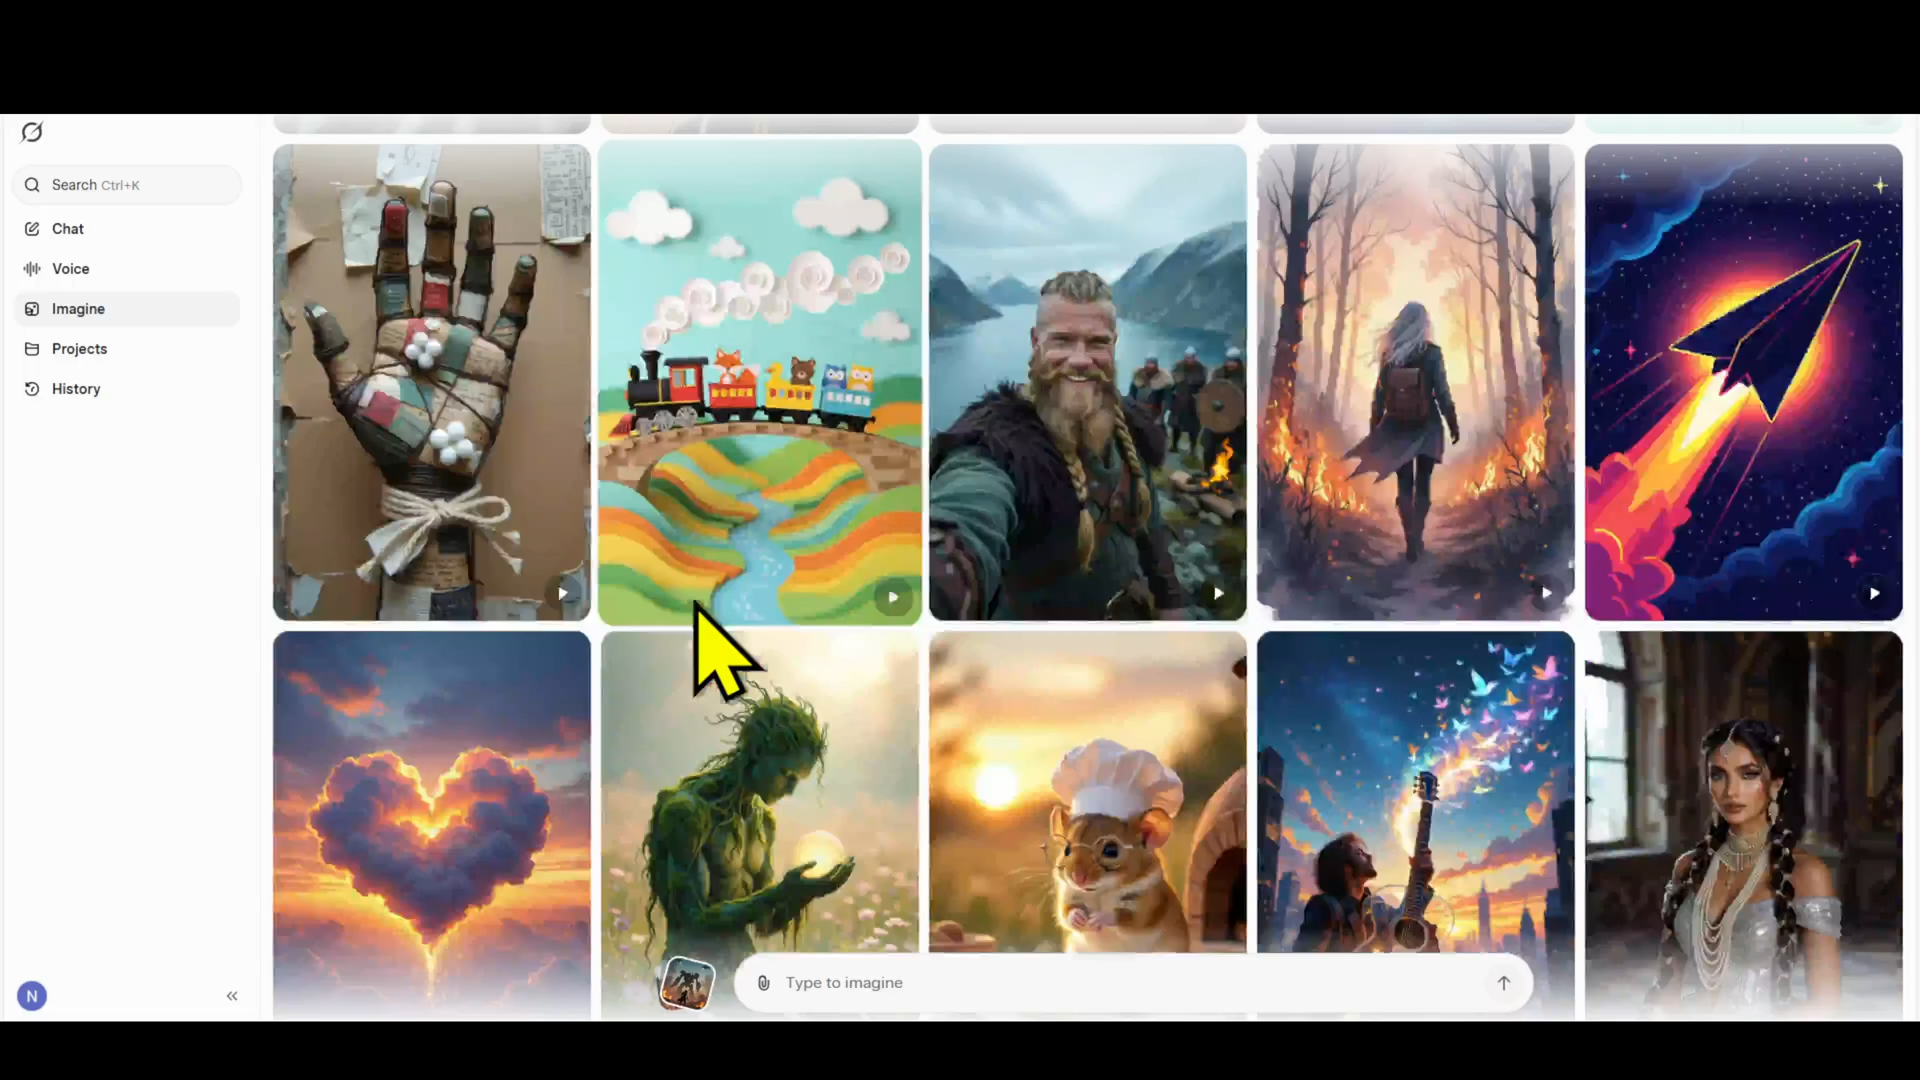 Search Ctrl+K
Chat
Voice
Imagine
Projects
History
N
Type to imagine